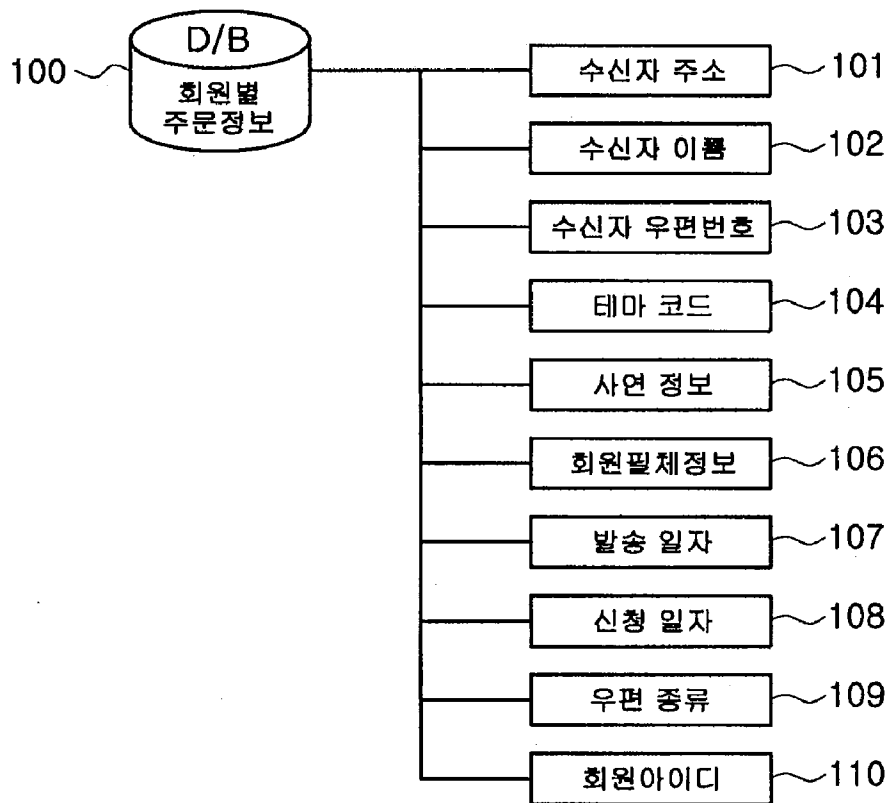 D/B
회원별
주문정보
100
수신자 주소
101
수신자 이름
102
수신자 우편번호
103
테마 코드
104
사연 정보
105
회원필체정보
106
발송 일자
107
신청 일자
108
우편 종류
109
회원아이디
110